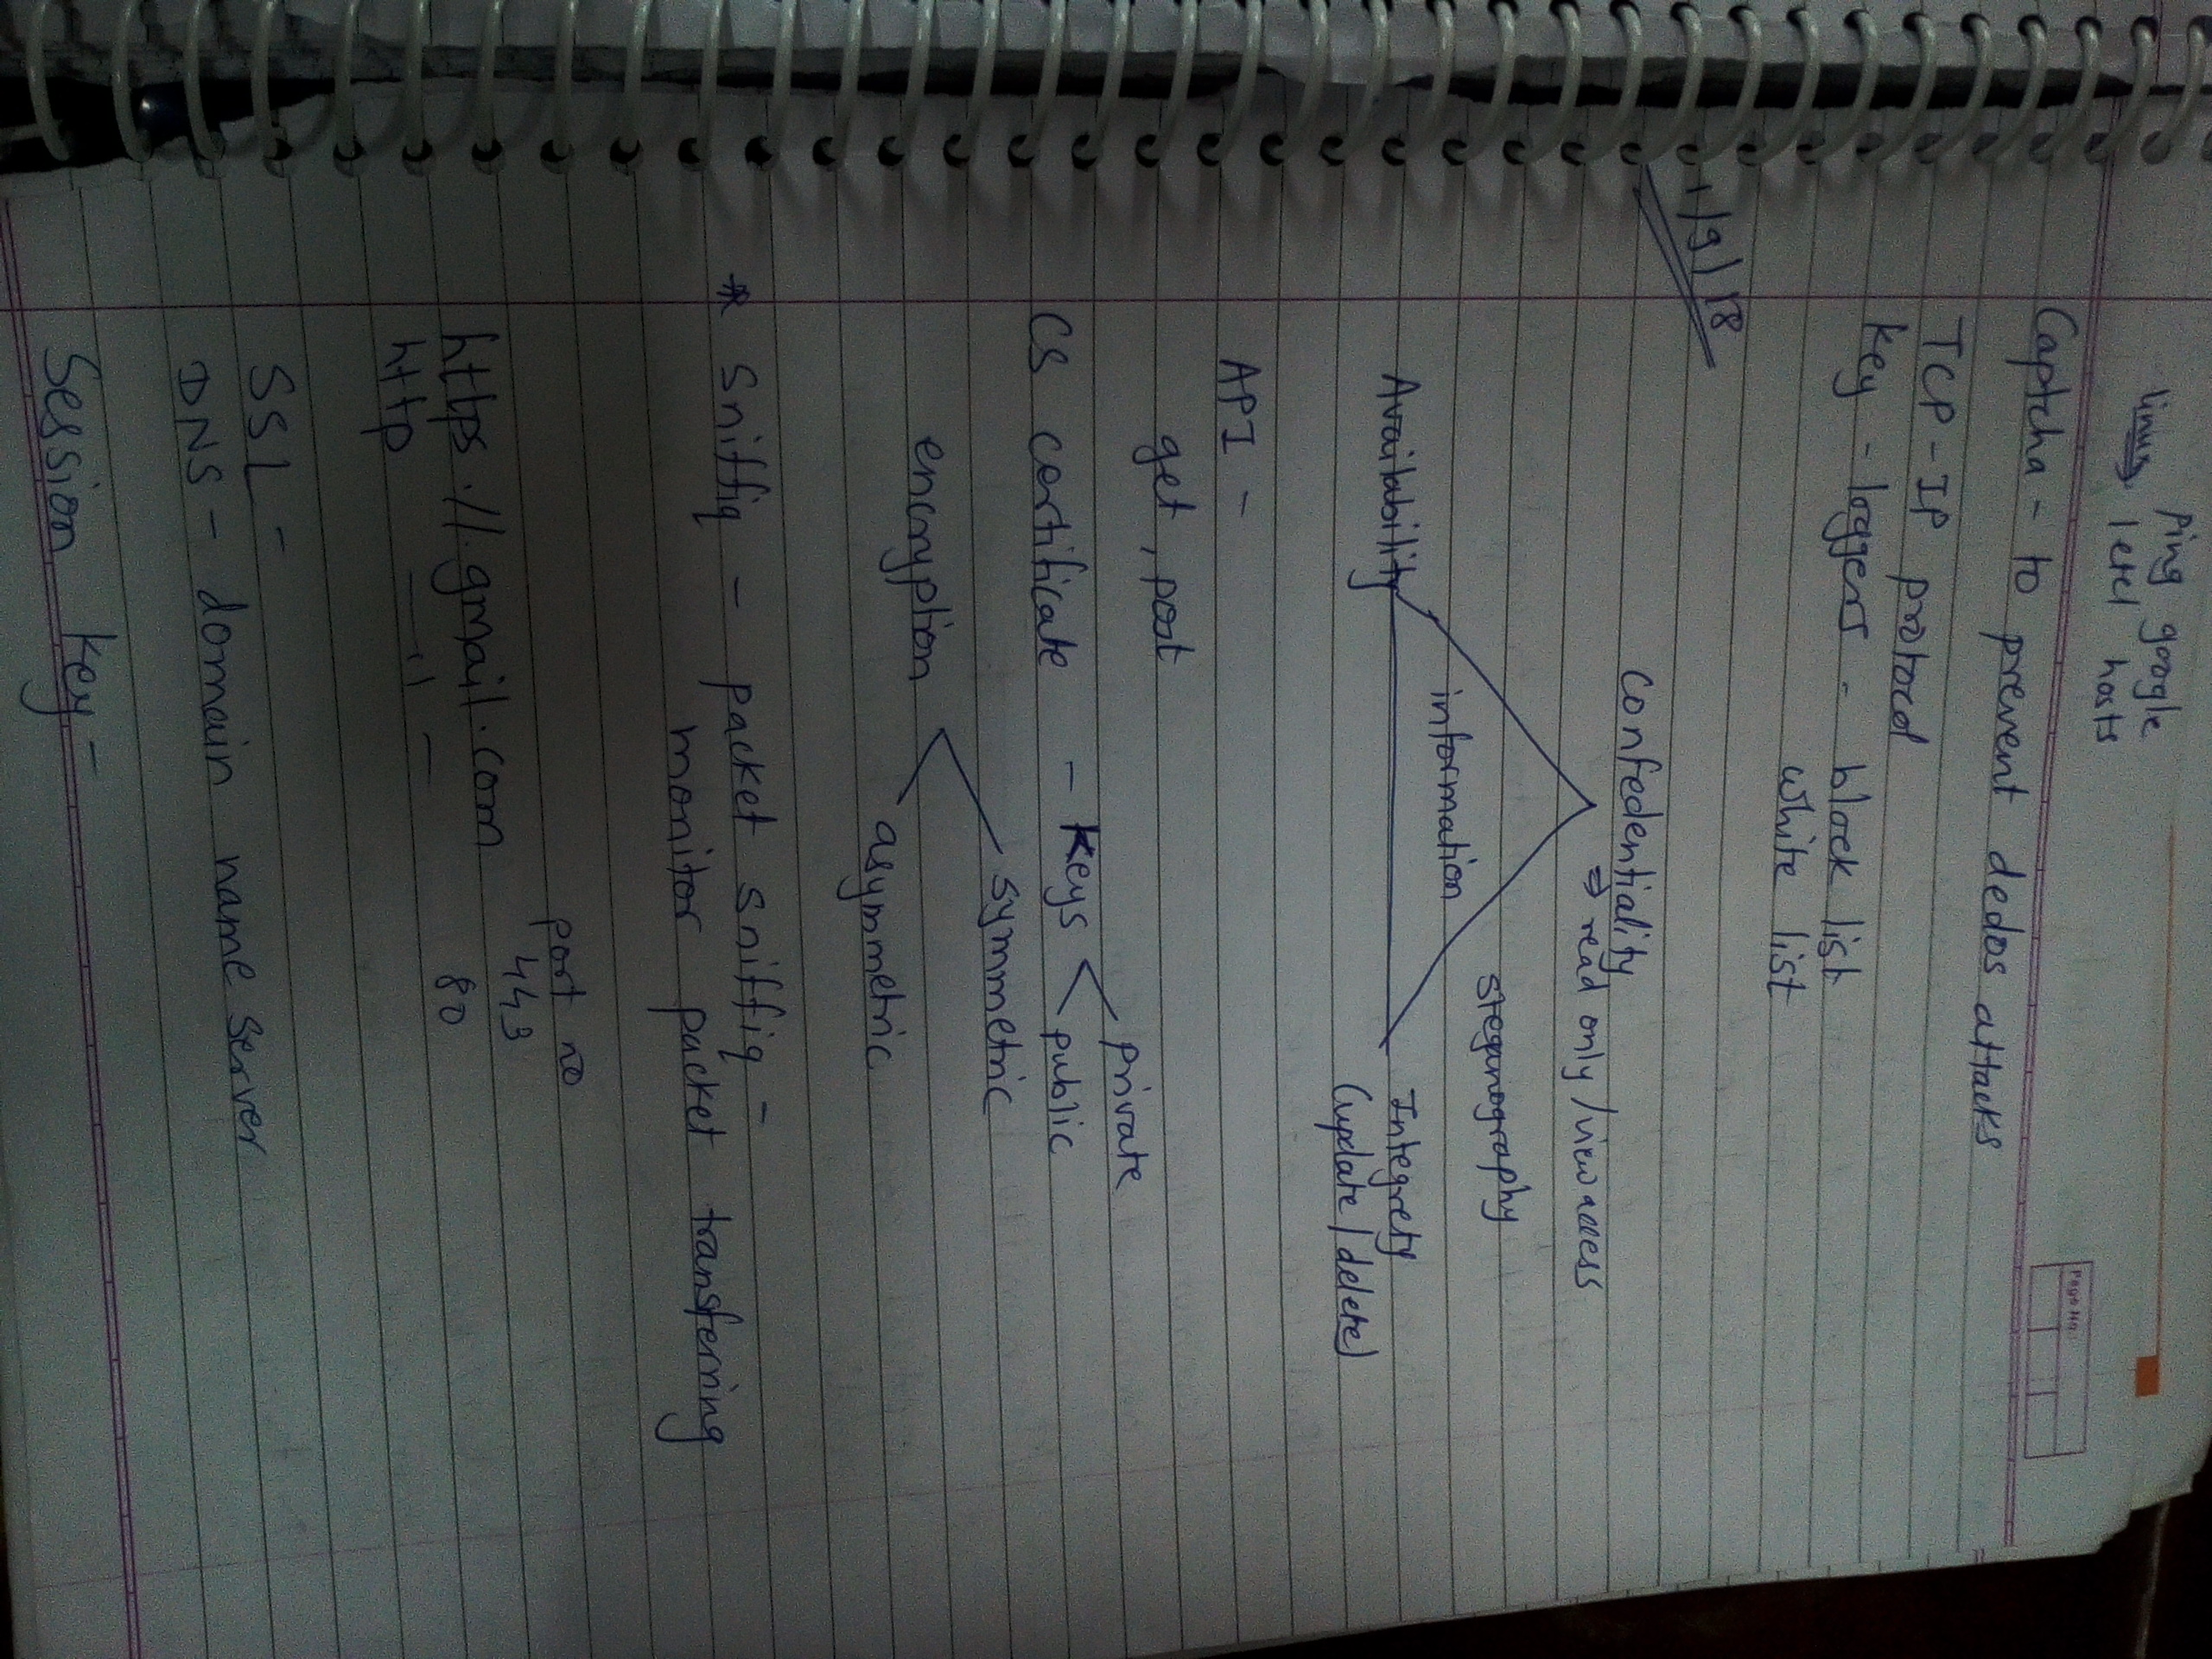 ping google
linux → /etc/ hosts
Page No.:
Captcha - to prevent dedos attacks
TCP-IP protocol
key - loggers - block list
white list
1/9/18
Confedentiality
⇒ read only /view access
steganography
information
Availability
Integrety
(update / delete)
API -
get, post
private
CS certificate - Keys
public
symmetric
encryption
asymmetric
* Sniffiq - packet sniffiq -
monitor packet transferring
port no
443
https://.gmail.com
80
http —11—
SSL -
DNS - domain name server
Session key -